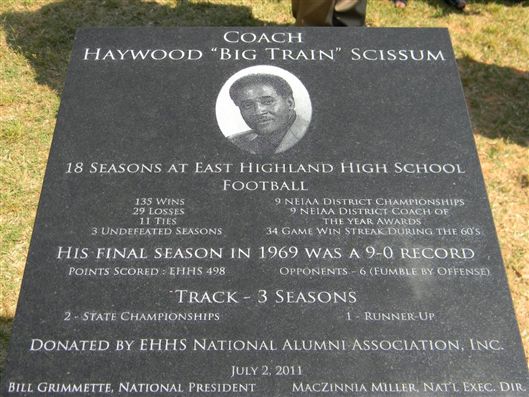 COACH
HAYWOOD "BIG TRAIN" SCISSUM
18 SEASONS AT EAST HIGHLAND HIGH SCHOOL
FOOTBALL
135 WINS
29 LOSSES
11 TIES
3 UNDEFEATED SEASONS
9 NEIAA DISTRICT CHAMPIONSHIPS
9 NEIAA DISTRICT COACH OF
THE YEAR AWARDS
34 GAME WIN STREAK DURING THE 60'S
HIS FINAL SEASON IN 1969 WAS A 9-0 RECORD
POINTS SCORED : EHHS 498 OPPONENTS - 6 (FUMBLE BY OFFENSE)
TRACK - 3 SEASONS
2 - STATE CHAMPIONSHIPS 1 - RUNNER-UP
DONATED BY EHHS NATIONAL ALUMNI ASSOCIATION, INC.
JULY 2, 2011
BILL GRIMMETTE, NATIONAL PRESIDENT MACZINNIA MILLER, NAT'L EXEC. DIR.